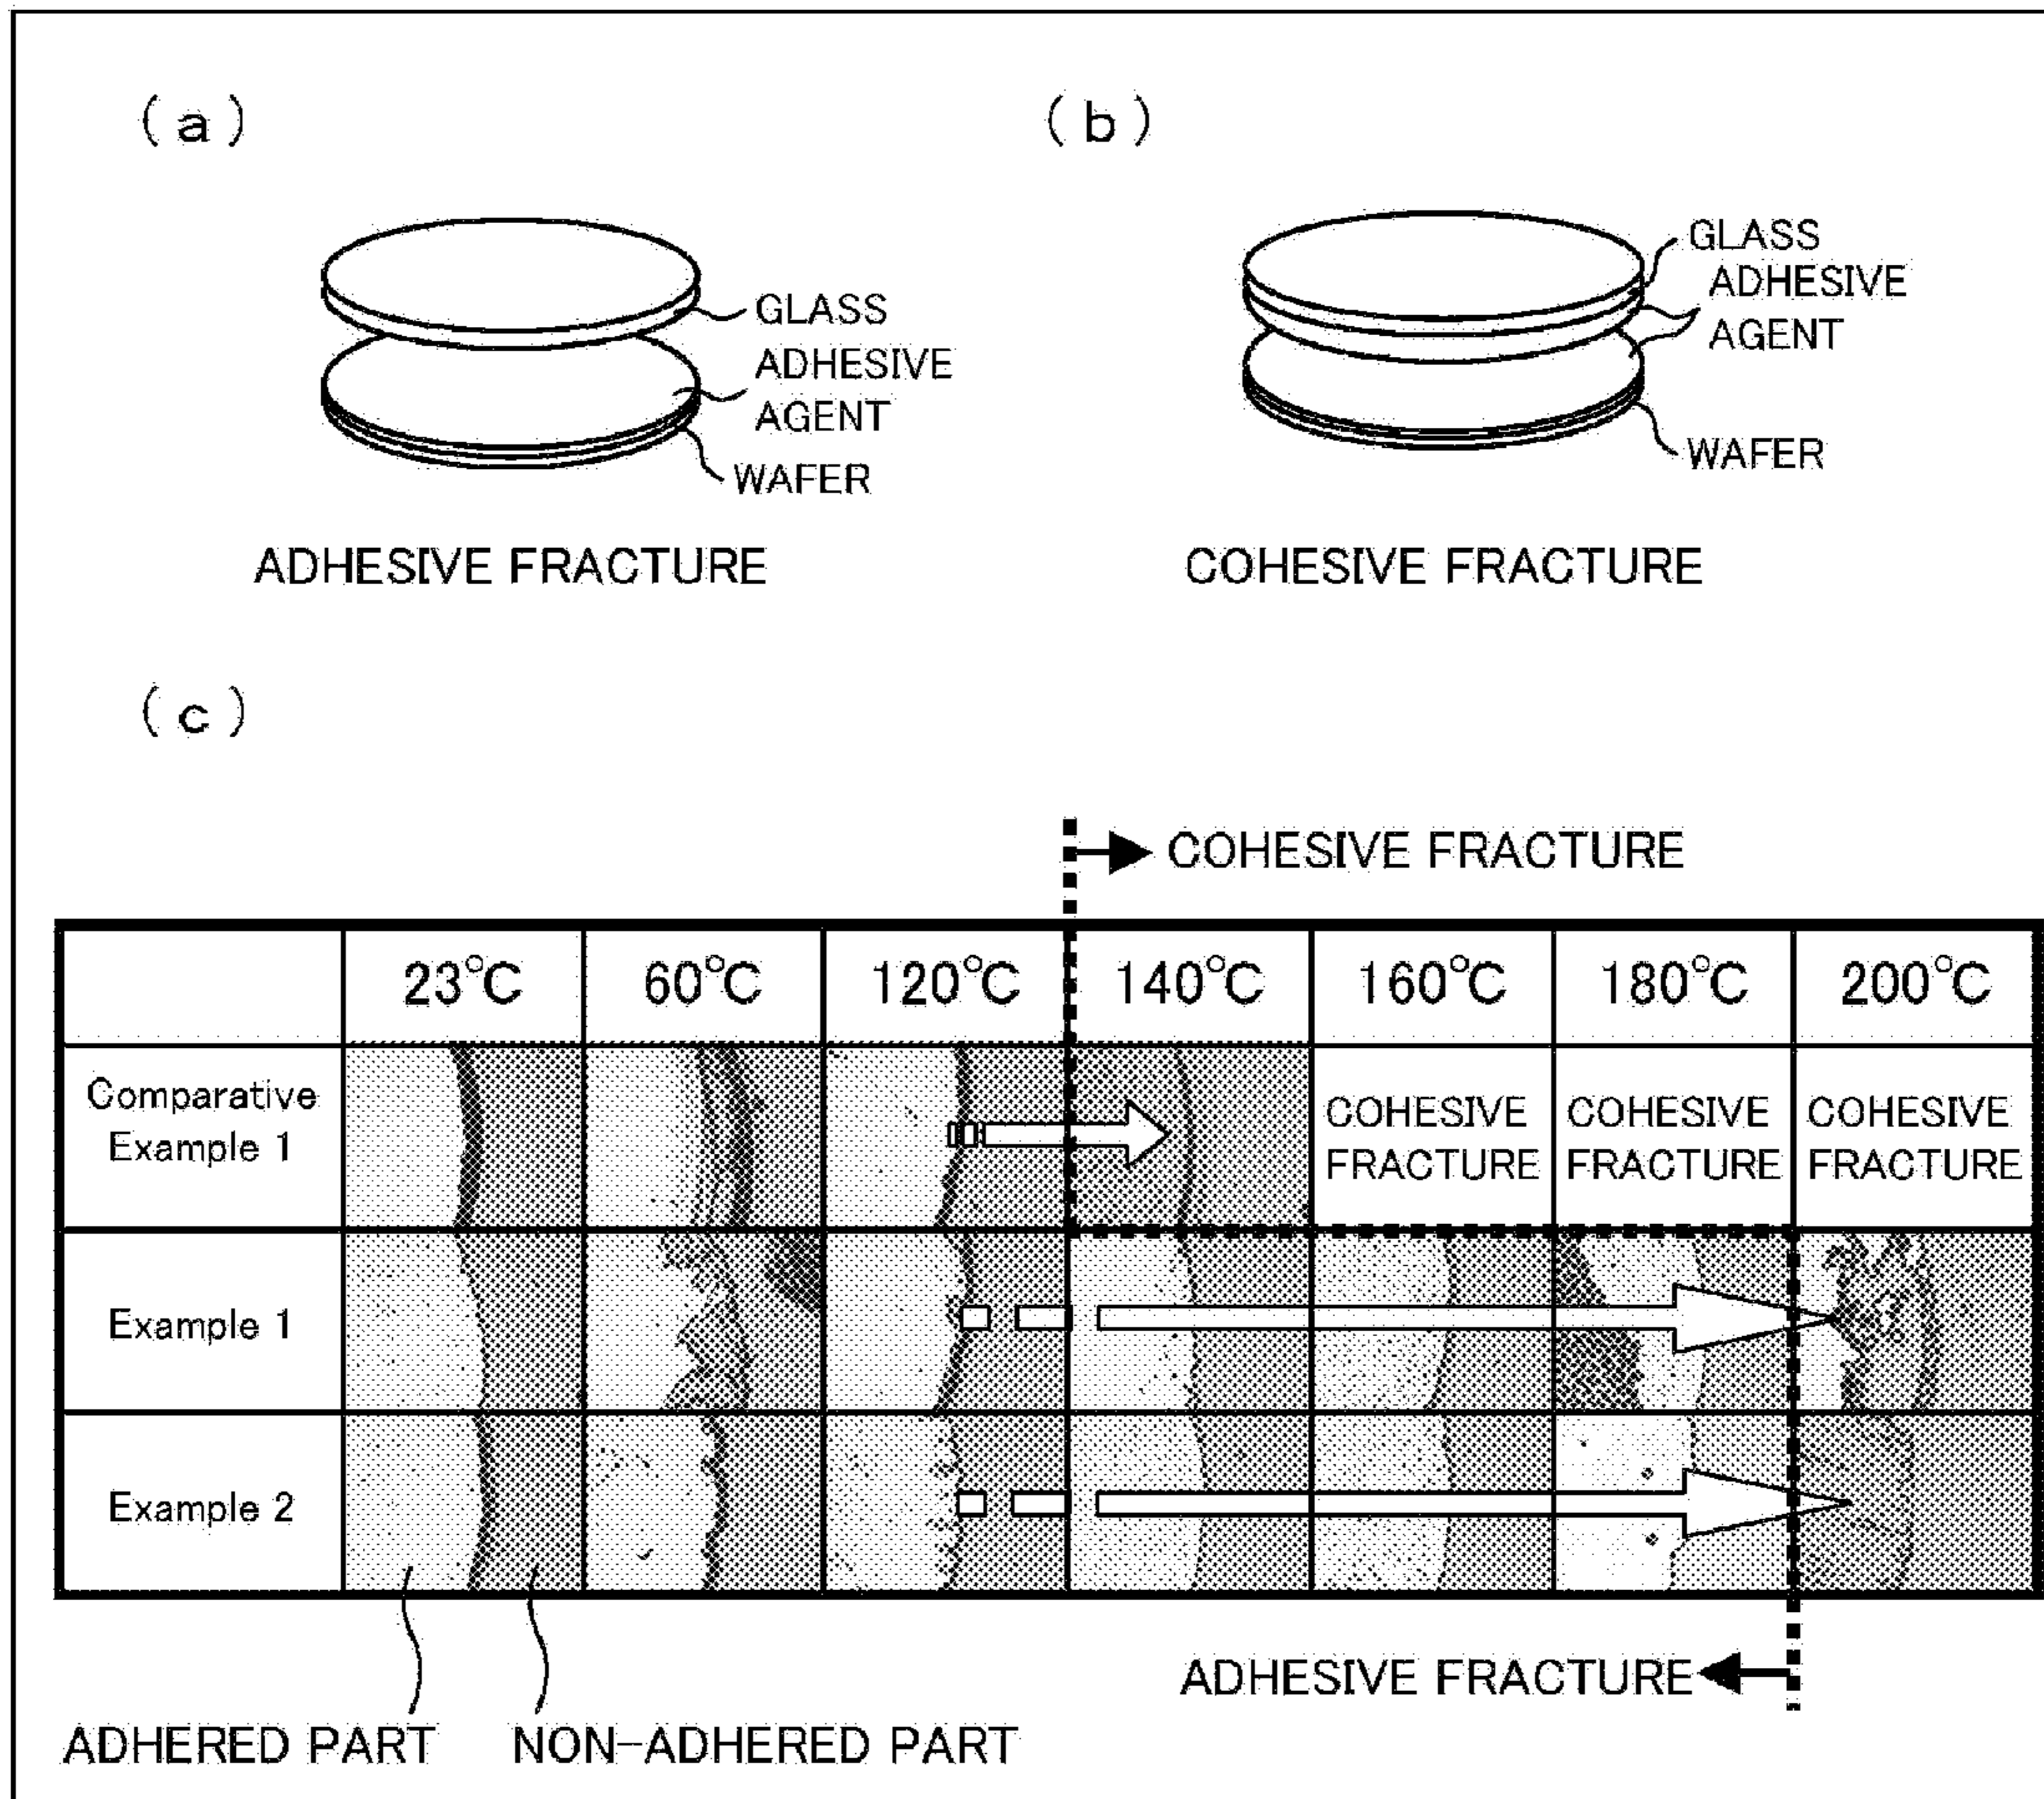 (a)
GLASS
ADHESIVE
AGENT
WAFER
ADHESIVE FRACTURE
(b)
GLASS
ADHESIVE
AGENT
WAFER
COHESIVE FRACTURE
(c)
COHESIVE FRACTURE
23℃ 60℃ 120℃ 140℃ 160℃ 180℃ 200℃
Comparative
Example 1
COHESIVE
FRACTURE
COHESIVE
FRACTURE
COHESIVE
FRACTURE
Example 1
Example 2
ADHESIVE FRACTURE
ADHERED PART
NON-ADHERED PART